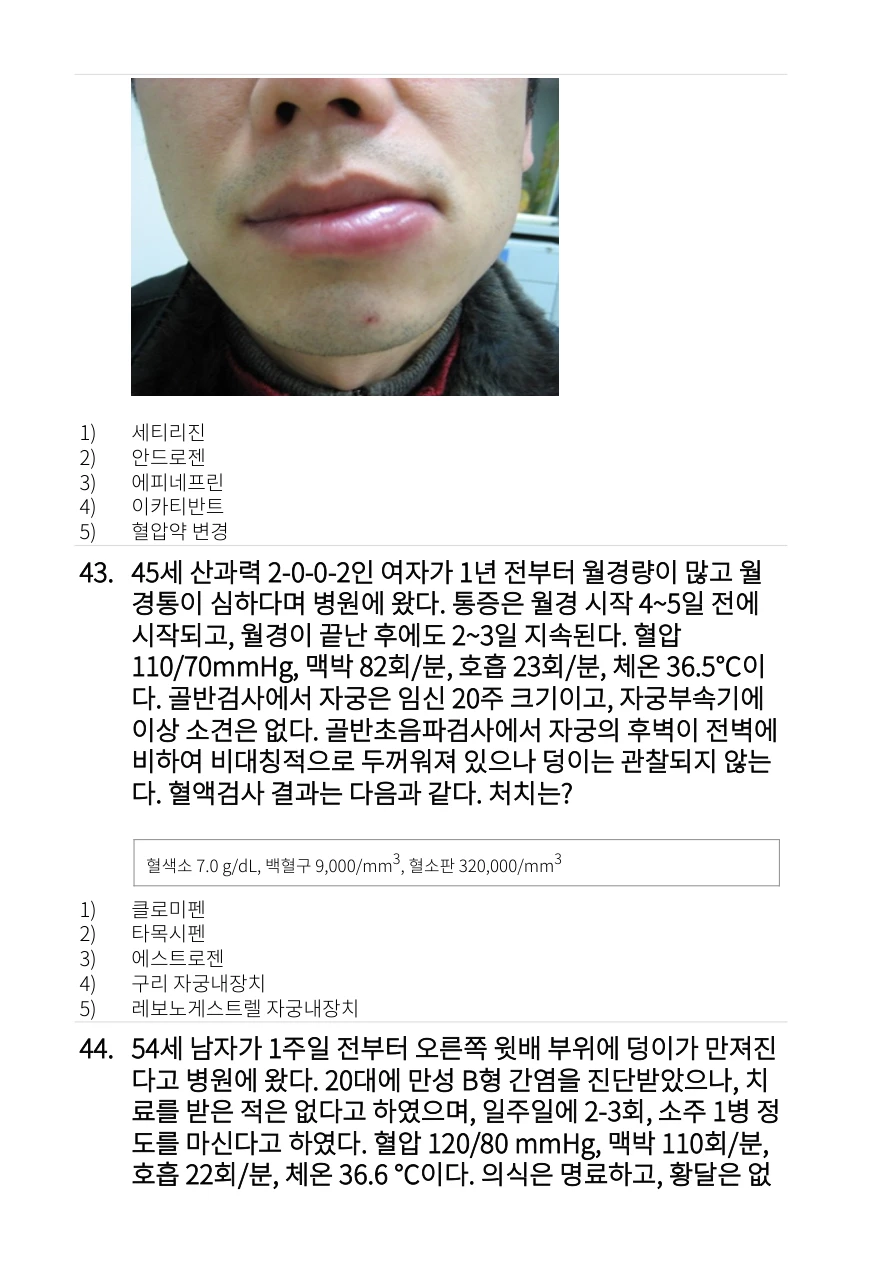 1) 세티리진
2) 안드로젠
3) 에피네프린
4) 이카티반트
5) 혈압약 변경
43. 45세 산과력 2-0-0-2인 여자가 1년 전부터 월경량이 많고 월
경통이 심하다며 병원에 왔다. 통증은 월경 시작 4~5일 전에
시작되고, 월경이 끝난 후에도 2~3일 지속된다. 혈압
110/70mmHg, 맥박 82회/분, 호흡 23회/분, 체온 36.5℃이
다. 골반검사에서 자궁은 임신 20주 크기이고, 자궁부속기에
이상 소견은 없다. 골반초음파검사에서 자궁의 후벽이 전벽에
비하여 비대칭적으로 두꺼워져 있으나 덩이는 관찰되지 않는
다. 혈액검사 결과는 다음과 같다. 처치는?
혈색소 7.0 g/dL, 백혈구 9,000/mm³, 혈소판 320,000/mm³
1) 클로미펜
2) 타목시펜
3) 에스트로젠
4) 구리 자궁내장치
5) 레보노게스트렐 자궁내장치
44. 54세 남자가 1주일 전부터 오른쪽 윗배 부위에 덩이가 만져진
다고 병원에 왔다. 20대에 만성 B형 간염을 진단받았으나, 치
료를 받은 적은 없다고 하였으며, 일주일에 2-3회, 소주 1병 정
도를 마신다고 하였다. 혈압 120/80 mmHg, 맥박 110회/분,
호흡 22회/분, 체온 36.6 ℃이다. 의식은 명료하고, 황달은 없